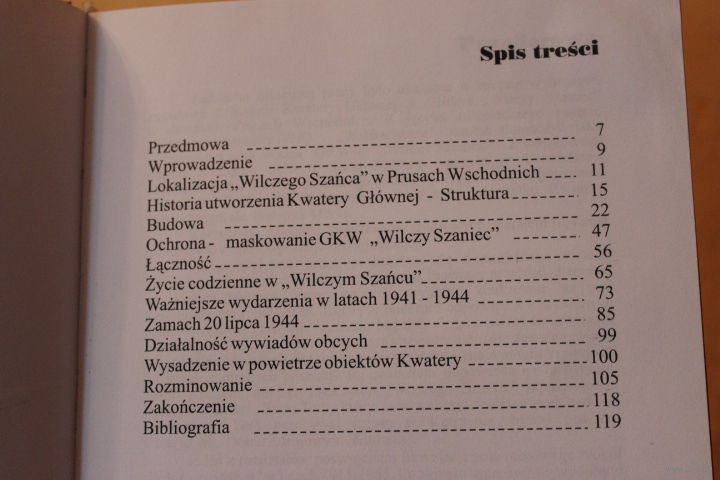 Spis treści
Przedmowa 7
Wprowadzenie 9
Lokalizacja „Wilczego Szańca” w Prusach Wschodnich 11
Historia utworzenia Kwatery Głównej - Struktura 15
Budowa 22
Ochrona - maskowanie GKW „Wilczy Szaniec” 47
Łączność 56
Życie codzienne w „Wilczym Szańcu” 65
Ważniejsze wydarzenia w latach 1941 - 1944 73
Zamach 20 lipca 1944 85
Działalność wywiadów obcych 99
Wysadzenie w powietrze obiektów Kwatery 100
Rozminowanie 105
Zakończenie 118
Bibliografia 119